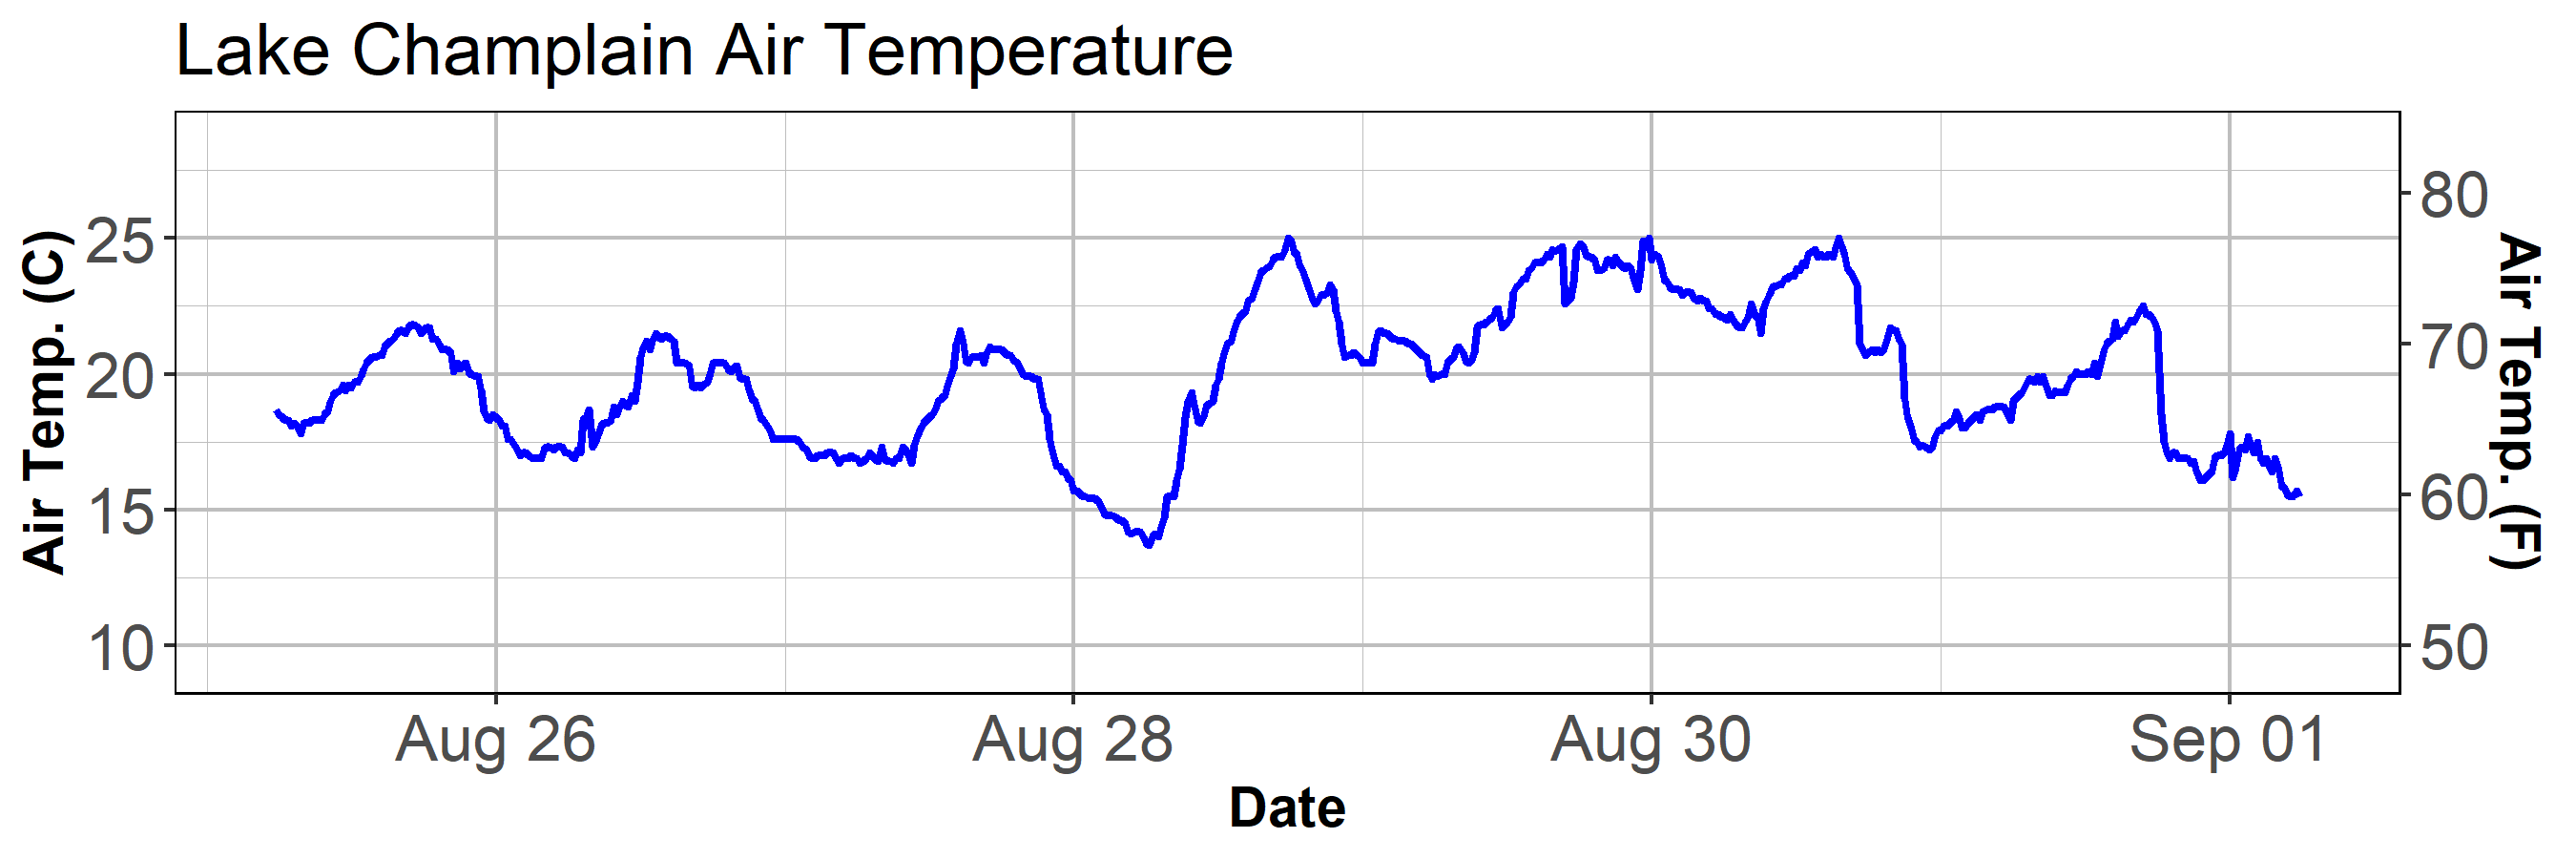 Lake Champlain Air Temperature
Air Temp. (C)
25
20
15
10
80
70
60
50
Air Temp. (F)
Aug 26 Aug 28 Aug 30 Sep 01
Date